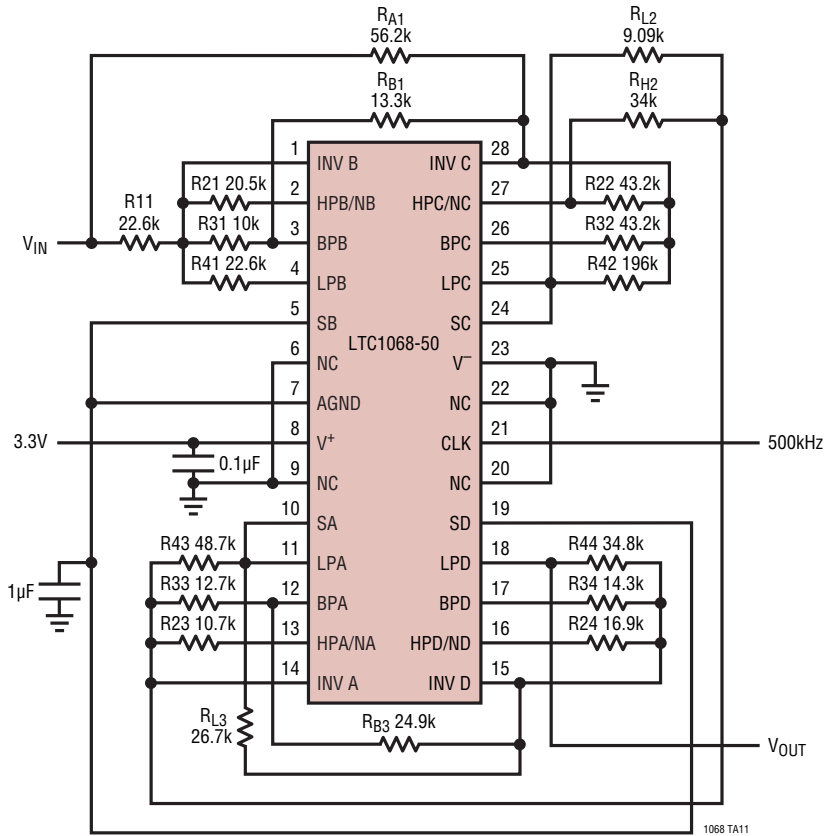 RA1
56.2k
RL2
9.09k
RB1
13.3k
RH2
34k
1 INV B INV C 28
R21 20.5k 2 HPB/NB HPC/NC 27 R22 43.2k
R11
22.6k
R31 10k 3 BPB BPC 26 R32 43.2k
VIN
R41 22.6k 4 LPB LPC 25 R42 196k
5 SB SC 24
LTC1068-50
6 NC V– 23
7 AGND NC 22
3.3V 8 V+ CLK 21 500kHz
0.1µF
9 NC NC 20
10 SA SD 19
R43 48.7k 11 LPA LPD 18 R44 34.8k
1µF
R33 12.7k 12 BPA BPD 17 R34 14.3k
R23 10.7k 13 HPA/NA HPD/ND 16 R24 16.9k
14 INV A INV D 15
RL3
26.7k
RB3 24.9k
VOUT
1068 TA11